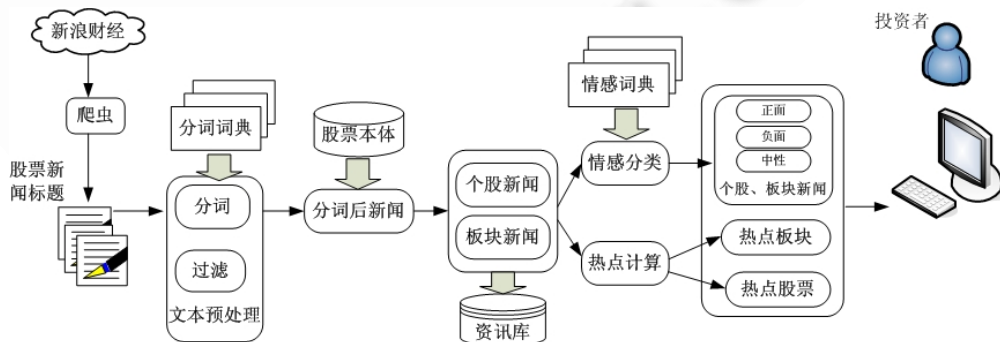 新浪财经
爬虫
股票新
闻标题
分词词典
分词
过滤
文本预处理
股票本体
分词后新闻
个股新闻
板块新闻
资讯库
情感词典
情感分类
热点计算
正面
负面
中性
个股、板块新闻
热点板块
热点股票
投资者